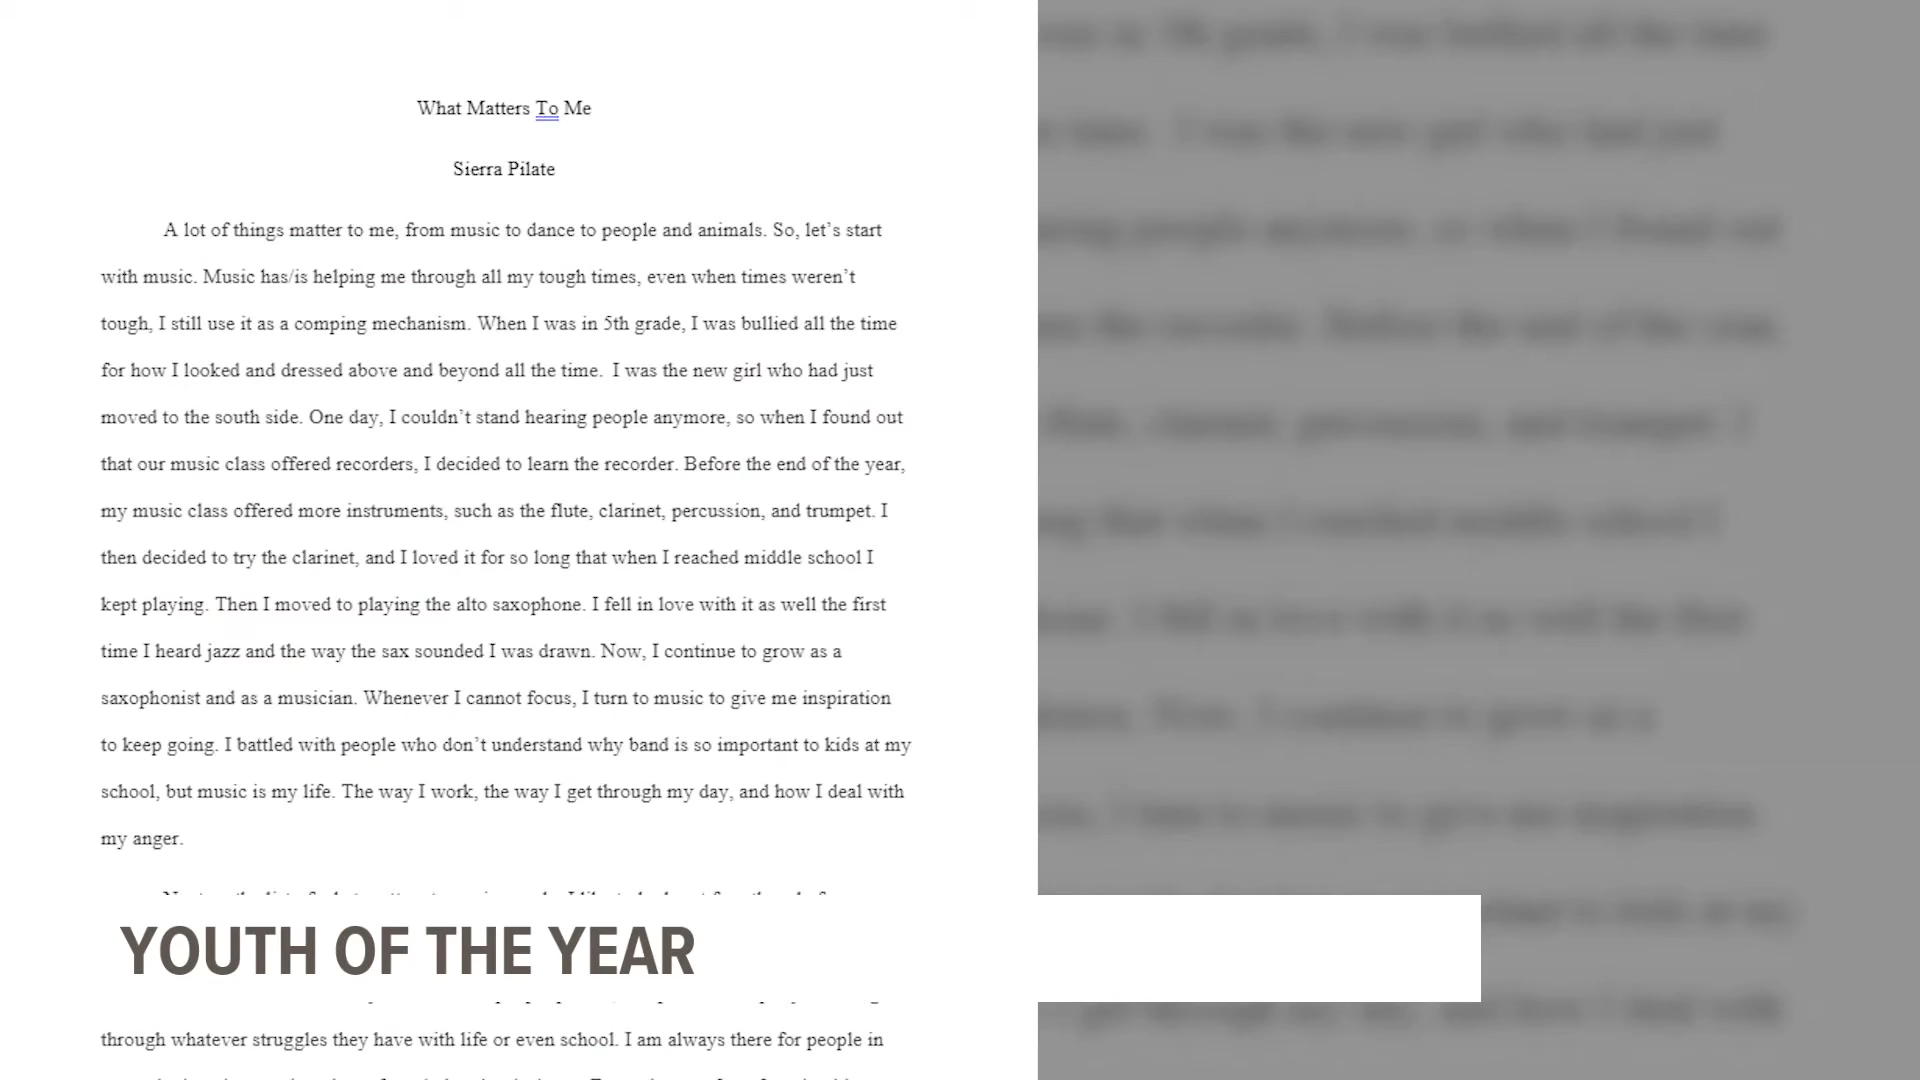 What Matters To Me
Sierra Pilate
A lot of things matter to me, from music to dance to people and animals. So, let's start
with music. Music has/is helping me through all my tough times, even when times weren't
tough, I still use it as a comping mechanism. When I was in 5th grade, I was bullied all the time
for how I looked and dressed above and beyond all the time. I was the new girl who had just
moved to the south side. One day, I couldn't stand hearing people anymore, so when I found out
that our music class offered recorders, I decided to learn the recorder. Before the end of the year,
my music class offered more instruments, such as the flute, clarinet, percussion, and trumpet. I
then decided to try the clarinet, and I loved it for so long that when I reached middle school I
kept playing. Then I moved to playing the alto saxophone. I fell in love with it as well the first
time I heard jazz and the way the sax sounded I was drawn. Now, I continue to grow as a
saxophonist and as a musician. Whenever I cannot focus, I turn to music to give me inspiration
to keep going. I battled with people who don't understand why band is so important to kids at my
school, but music is my life. The way I work, the way I get through my day, and how I deal with
my anger.
YOUTH OF THE YEAR
through whatever struggles they have with life or even school. I am always there for people in